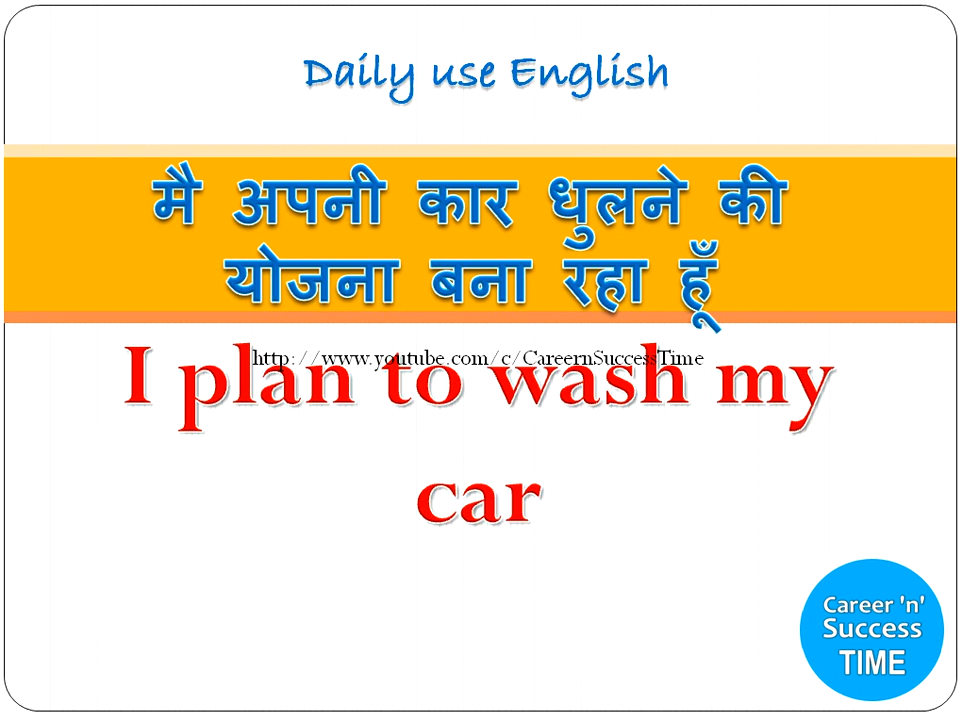 Daily use English
मै अपनी कार धुलने की
योजना बना रहा हूँ
http://www.youtube.com/c/CareernSuccessTime
I plan to wash my
car
Career 'n'
Success
TIME